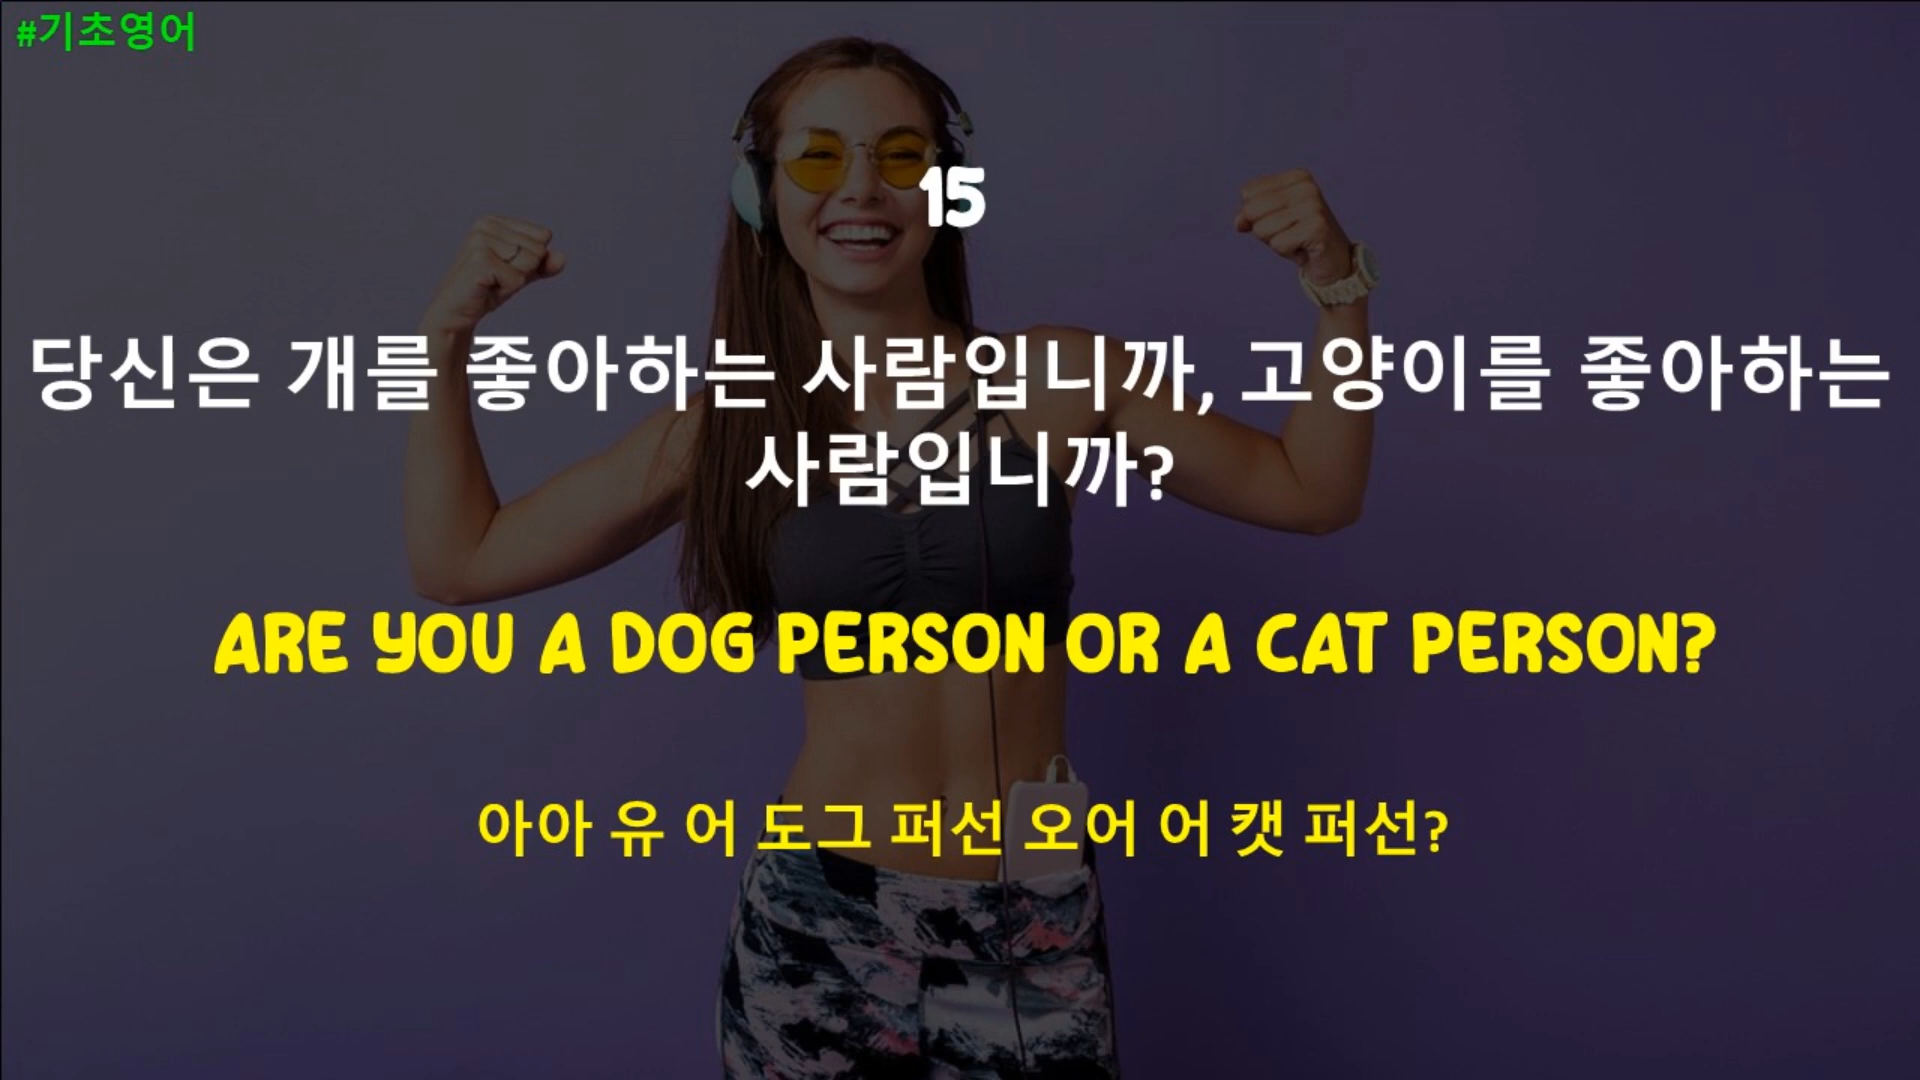 #기초영어
15
당신은 개를 좋아하는 사람입니까, 고양이를 좋아하는
사람입니까?
ARE YOU A DOG PERSON OR A CAT PERSON?
아아 유 어 도그 퍼선 오어 어 캣 퍼선?